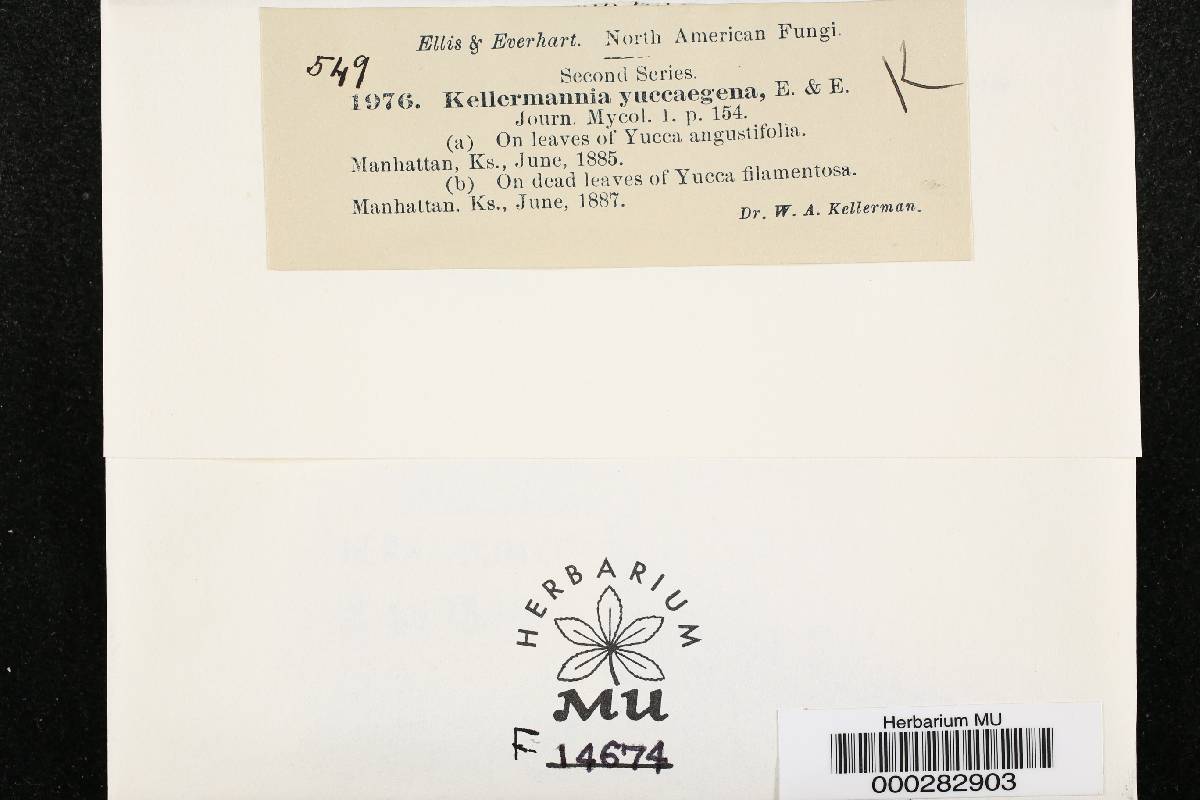 Ellis & Everhart. North American Fungi.
549
Second Series.
1976. Kellermannia yuccaegena, E. & E.
K
Journ. Mycol. 1. p. 154.
(a) On leaves of Yucca angustifolia.
Manhattan, Ks., June, 1885.
(b) On dead leaves of Yucca filamentosa.
Manhattan. Ks., June, 1887.
Dr. W. A. Kellerman.
HERBARIUM
MU
F 14674
Herbarium MU
000282903